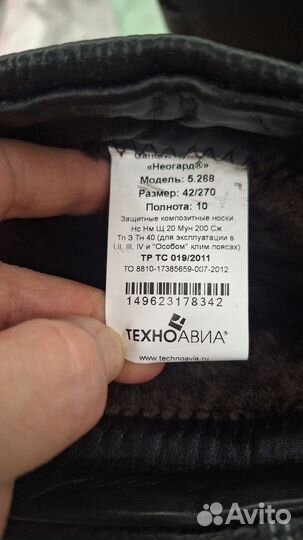 «Неогард®»
Модель: 5.268
Размер: 42/270
Полнота: 10
Защитные композитные носки
Нс Нм Щ 20 Мун 200 Сж
Тп З Тн 40 (для эксплуатации в
I,II, III, IV и "Особом" клим.поясах)
ТР ТС 019/2011
ТО 8810-17385659-007-2012
149623178342
ТЕХНОАВИА®
www.technoavia.ru
Avito